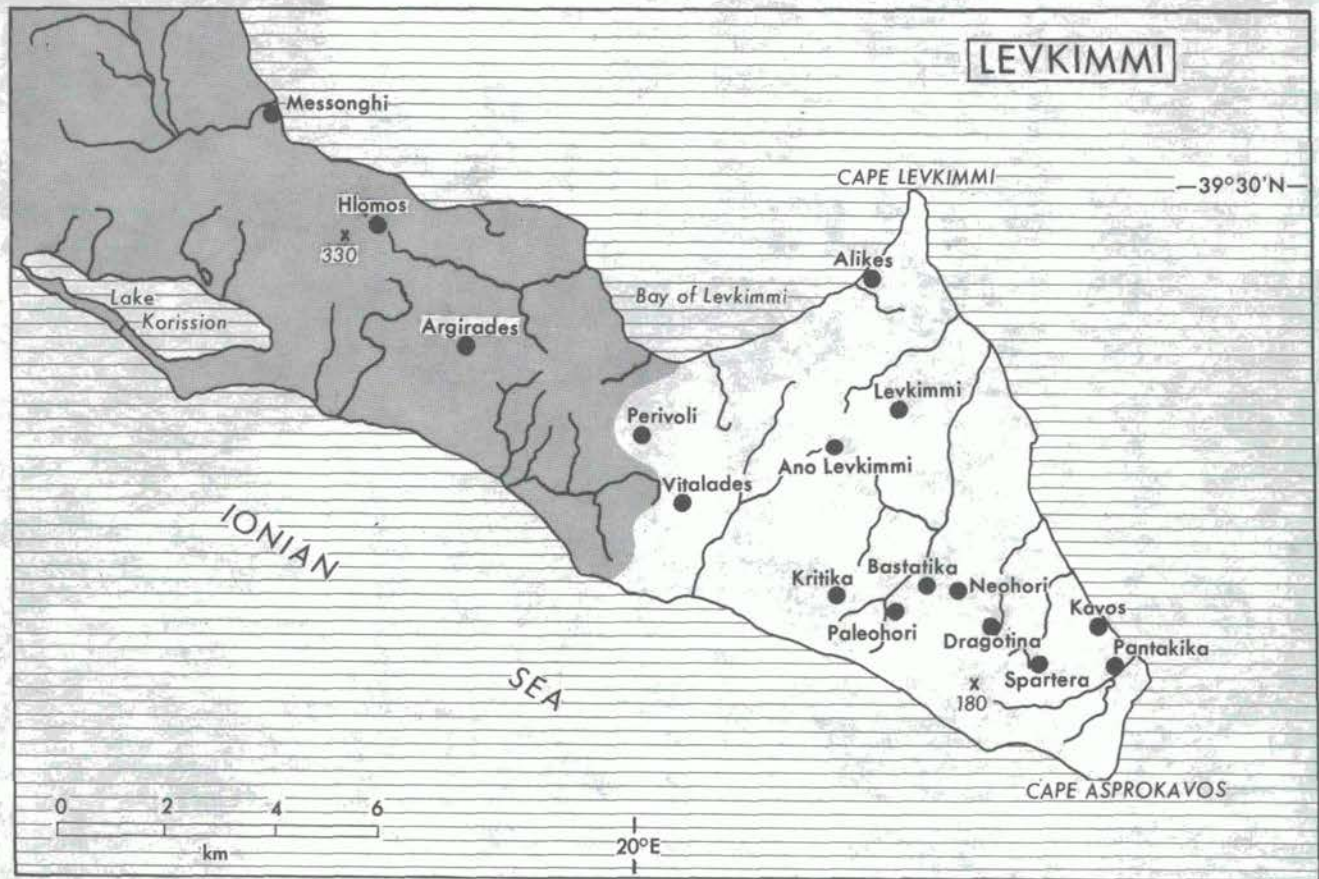 LEVKIMMI
Messonghi
CAPE LEVKIMMI
39°30'N
Hlomos
330
Alikes
Lake
Korission
Bay of Levkimmi
Argirades
Levkimmi
Perivoli
Ano Levkimmi
Vitalades
IONIAN
SEA
Bastatika
Kritika
Neohori
Paleohori
Kavos
Dragotina
Pantakika
Spartera
180
CAPE ASPROKAVOS
0 2 4 6
km
20°E